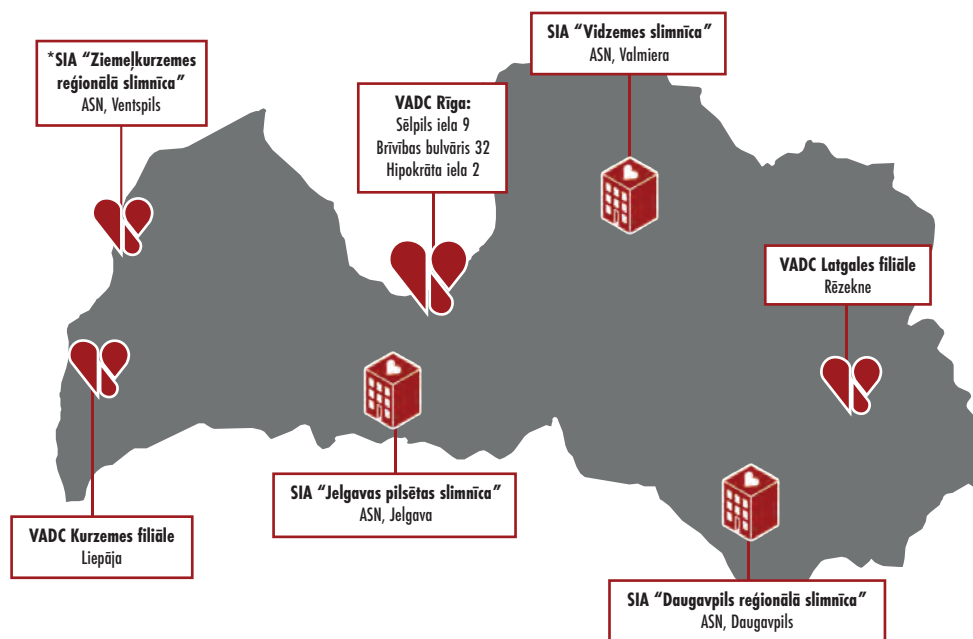 *SIA “Ziemeļkurzemes
reģionālā slimnīca”
ASN, Ventspils
SIA “Vidzemes slimnīca”
ASN, Valmiera
VADC Rīga:
Sēlpils iela 9
Brīvības bulvāris 32
Hipokrāta iela 2
VADC Latgales filiāle
Rēzekne
SIA “Jelgavas pilsētas slimnīca”
ASN, Jelgava
VADC Kurzemes filiāle
Liepāja
SIA “Daugavpils reģionālā slimnīca”
ASN, Daugavpils